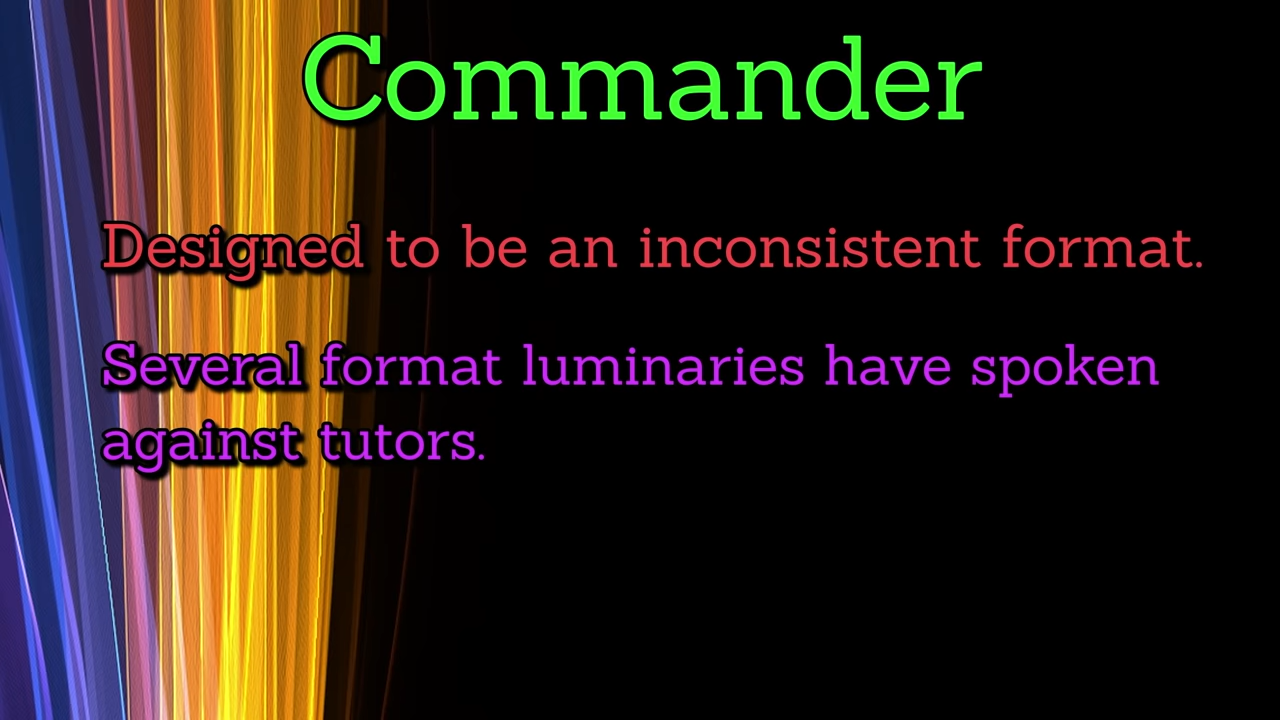 Commander
Designed to be an inconsistent format.
Several format luminaries have spoken
against tutors.